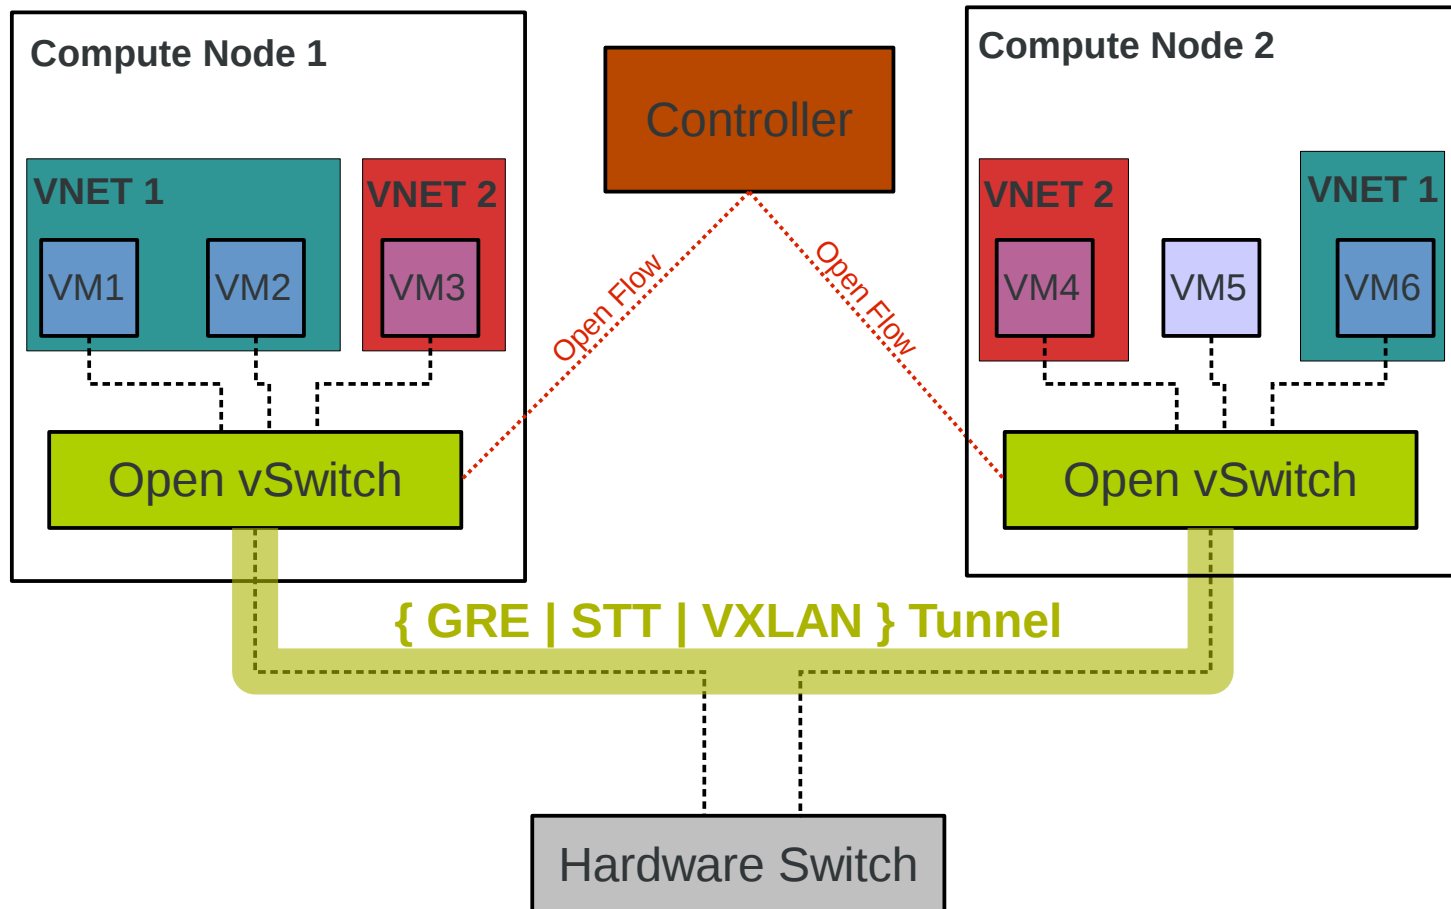 Compute Node 1
Controller
Compute Node 2
VNET 1
VNET 2
VM1
VM2
VM3
VNET 2
VNET 1
VM4
VM5
VM6
Open Flow
Open Flow
Open vSwitch
Open vSwitch
{ GRE | STT | VXLAN } Tunnel
Hardware Switch